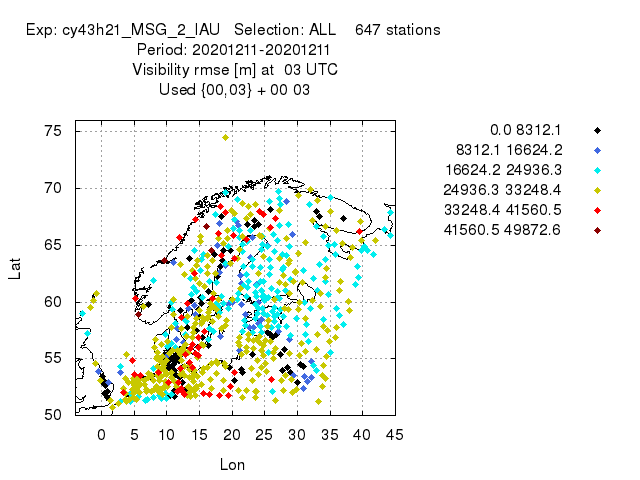 Exp: cy43h21_MSG_2_IAU   Selection: ALL    647 stations
Period: 20201211-20201211
Visibility rmse [m] at  03 UTC
Used {00,03} + 00 03
0.0 8312.1
8312.1 16624.2
16624.2 24936.3
24936.3 33248.4
33248.4 41560.5
41560.5 49872.6
Lat
75
70
65
60
55
50
0 5 10 15 20 25 30 35 40 45
Lon